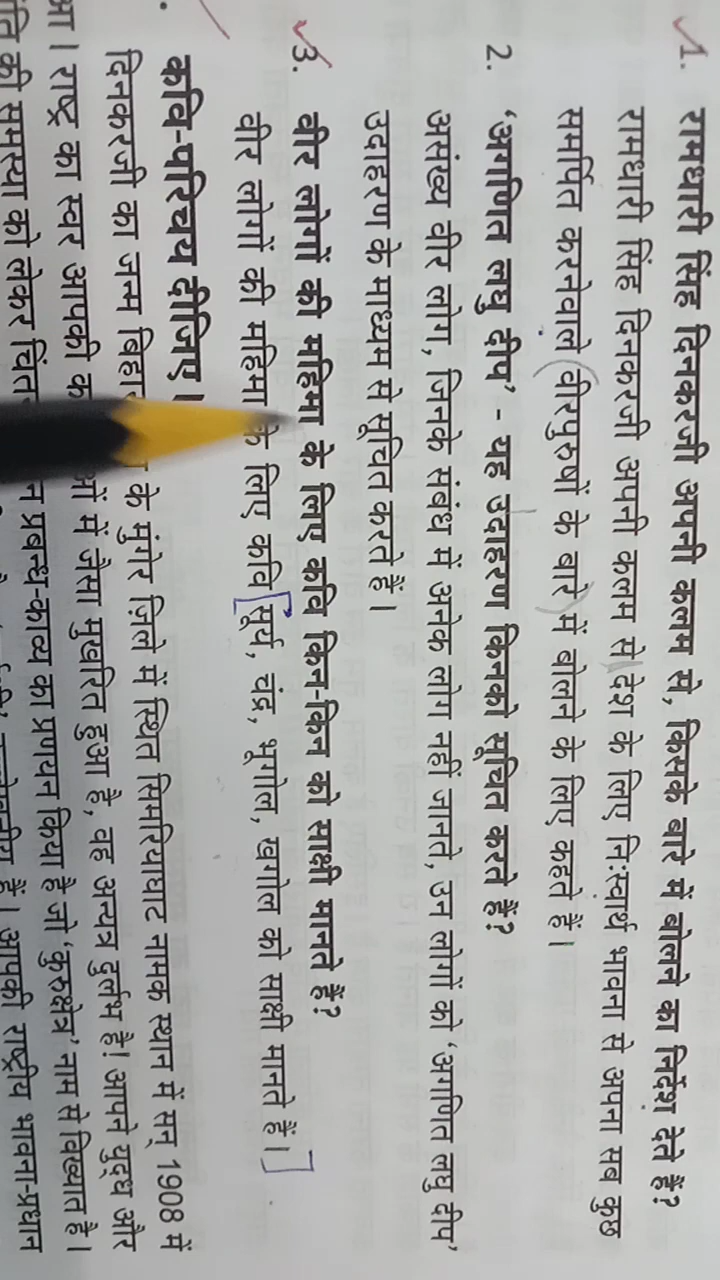 1. रामधारी सिंह दिनकरजी अपनी कलम से, किसके बारे में बोलने का निर्देश देते हैं?
रामधारी सिंह दिनकरजी अपनी कलम से देश के लिए निःस्वार्थ भावना से अपना सब कुछ
समर्पित करनेवाले वीरपुरुषों के बारे में बोलने के लिए कहते हैं।
2. 'अगणित लघु दीप' - यह उदाहरण किनको सूचित करते हैं?
असंख्य वीर लोग, जिनके संबंध में अनेक लोग नहीं जानते, उन लोगों को 'अगणित लघु दीप'
उदाहरण के माध्यम से सूचित करते हैं।
3. वीर लोगों की महिमा के लिए कवि किन-किन को साक्षी मानते हैं?
वीर लोगों की महिमा के लिए कवि सूर्य, चंद्र, भूगोल, खगोल को साक्षी मानते हैं।
कवि-परिचय दीजिए।
दिनकरजी का जन्म के मुंगेर ज़िले में स्थित सिमरियाघाट नामक स्थान में सन् 1908 में
राष्ट्र का स्वर आपकी में जैसा मुखरित हुआ है, वह अन्यत्र दुर्लभ है! आपने युद्ध और
की समस्या को लेकर प्रबन्ध-काव्य का प्रणयन किया है जो 'कुरुक्षेत्र' नाम से विख्यात है।
हैं। आपकी राष्ट्रीय भावना-प्रधान